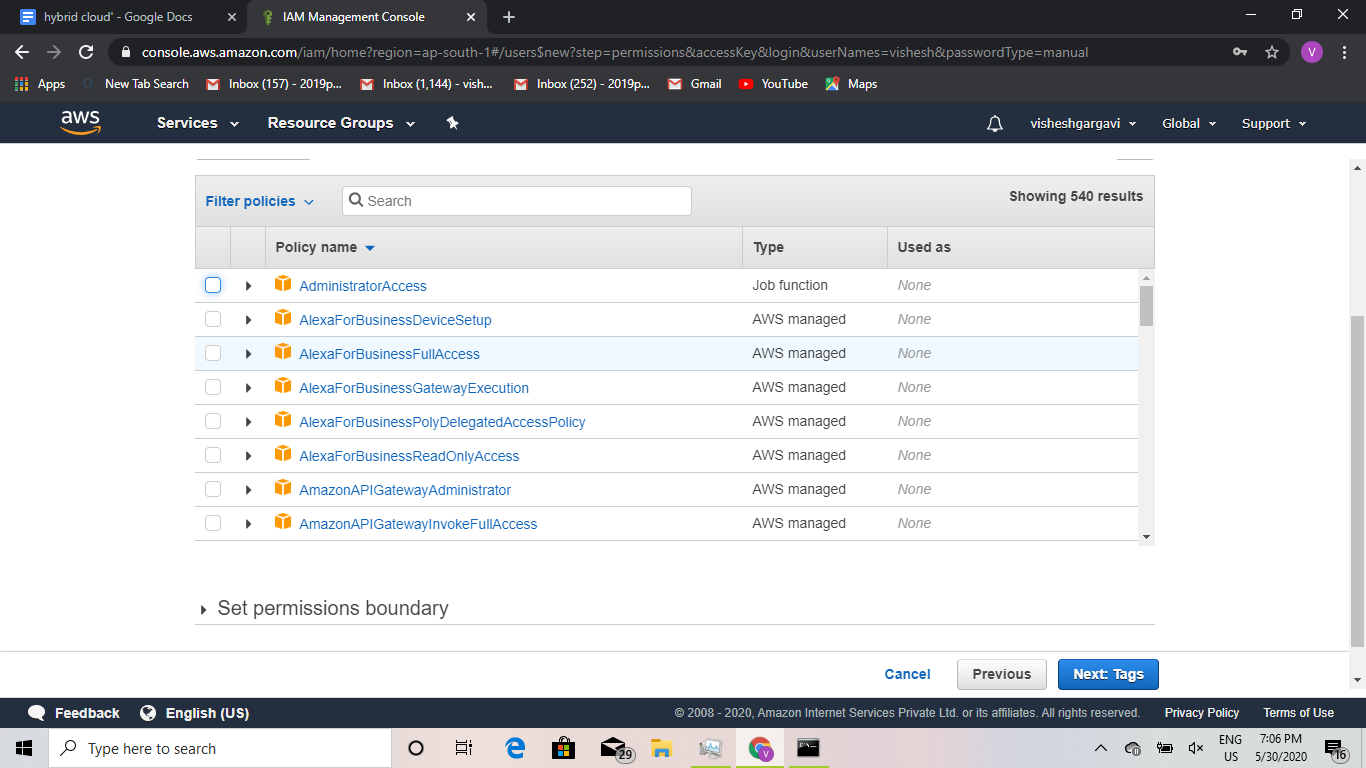 hybrid cloud' - Google Docs
IAM Management Console
console.aws.amazon.com/iam/home?region=ap-south-1#/users$new?step=permissions&accessKey&login&userNames=vishesh&passwordType=manual
V
Apps
New Tab Search
Inbox (157) - 2019p...
Inbox (1,144) - vish...
Inbox (252) - 2019p...
Gmail
YouTube
Maps
aws
Services
Resource Groups
visheshgargavi
Global
Support
Filter policies
Search
Showing 540 results
Policy name
Type
Used as
AdministratorAccess
Job function
None
AlexaForBusinessDeviceSetup
AWS managed
None
AlexaForBusinessFullAccess
AWS managed
None
AlexaForBusinessGatewayExecution
AWS managed
None
AlexaForBusinessPolyDelegatedAccessPolicy
AWS managed
None
AlexaForBusinessReadOnlyAccess
AWS managed
None
AmazonAPIGatewayAdministrator
AWS managed
None
AmazonAPIGatewayInvokeFullAccess
AWS managed
None
Set permissions boundary
Cancel
Previous
Next: Tags
Feedback
English (US)
© 2008 - 2020, Amazon Internet Services Private Ltd. or its affiliates. All rights reserved.
Privacy Policy
Terms of Use
Type here to search
29
V
ENG
US
7:06 PM
5/30/2020
16